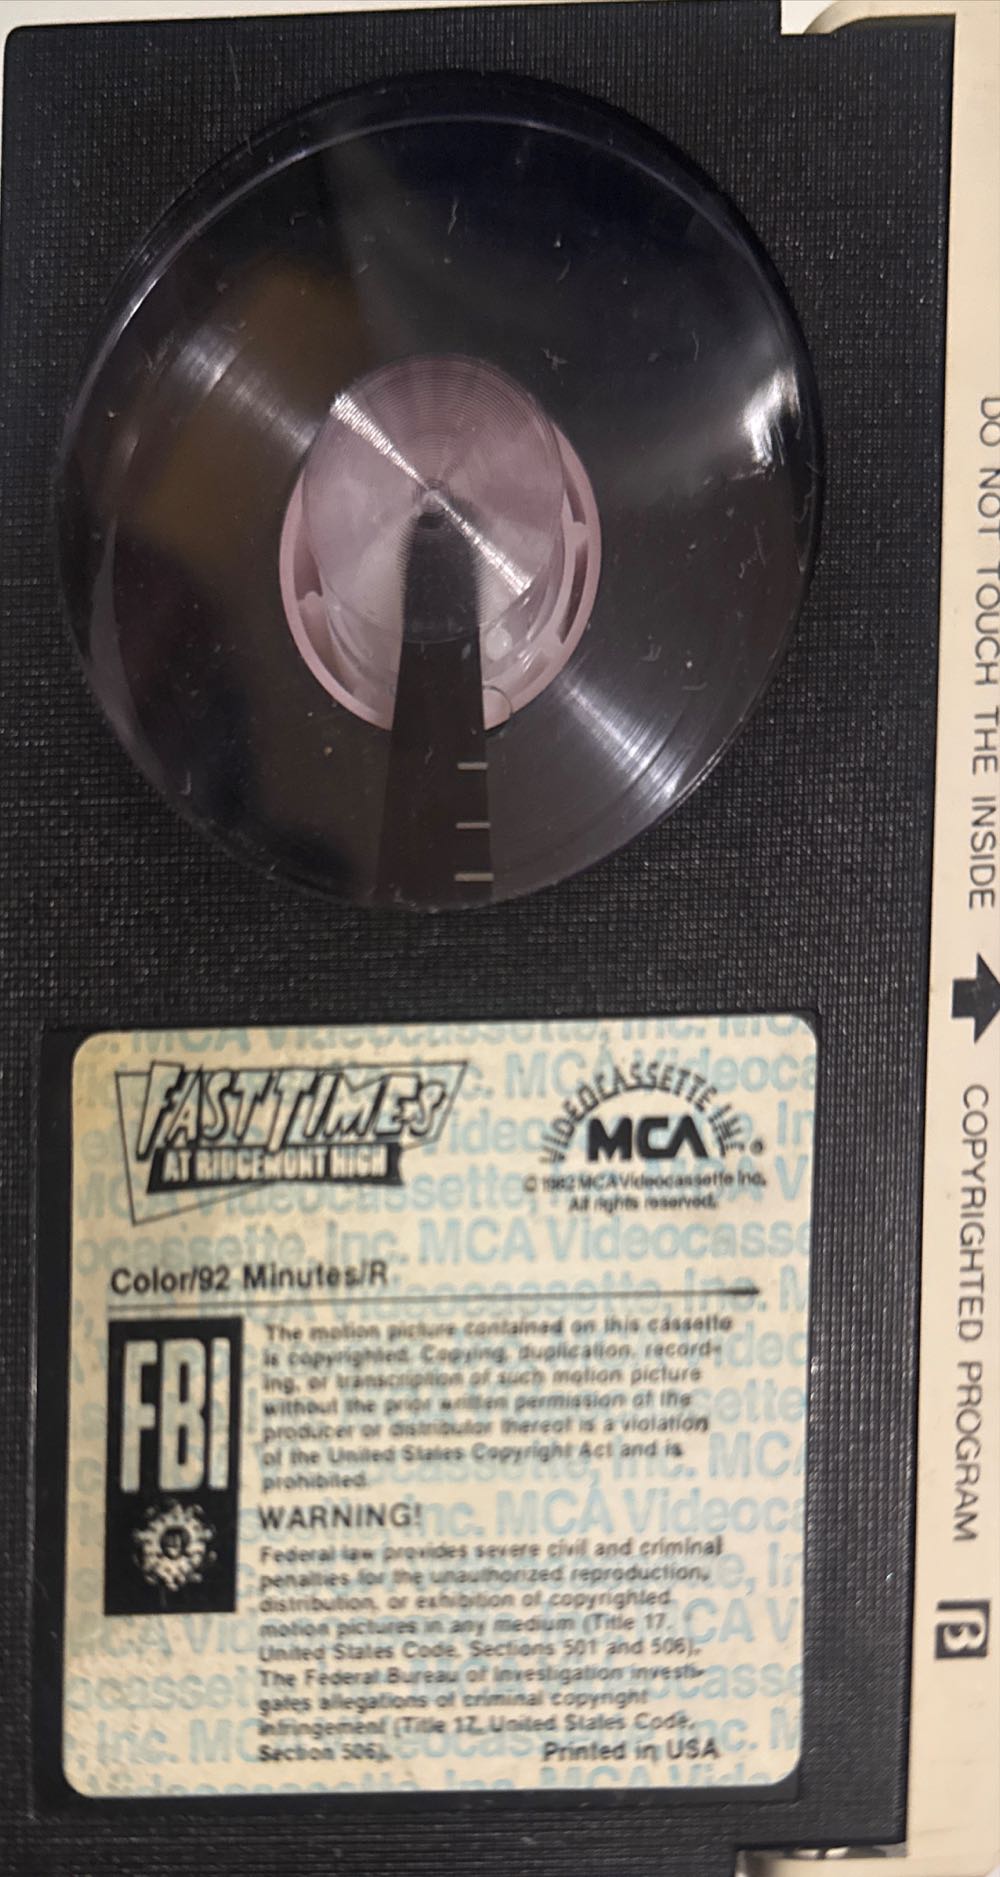 FAST TIMES
AT RIDGEMONT HIGH
VIDEOCASSETTE INC.
MCA
© 1982 MCA Videocassette Inc.
All rights reserved.
Color/92 Minutes/R
FBI
The motion picture contained on this cassette
is copyrighted. Copying, duplication, record-
ing, or transcription of such motion picture
without the prior written permission of the
producer or distributor thereof is a violation
of the United States Copyright Act and is
prohibited.
WARNING!
Federal law provides severe civil and criminal
penalties for the unauthorized reproduction,
distribution, or exhibition of copyrighted
motion pictures in any medium (Title 17,
United States Code, Sections 501 and 506).
The Federal Bureau of Investigation investi-
gates allegations of criminal copyright
infringement (Title 17, United States Code,
Section 506).
Printed in USA
DO NOT TOUCH THE INSIDE
COPYRIGHTED PROGRAM
β
MCA Videocassette, Inc.